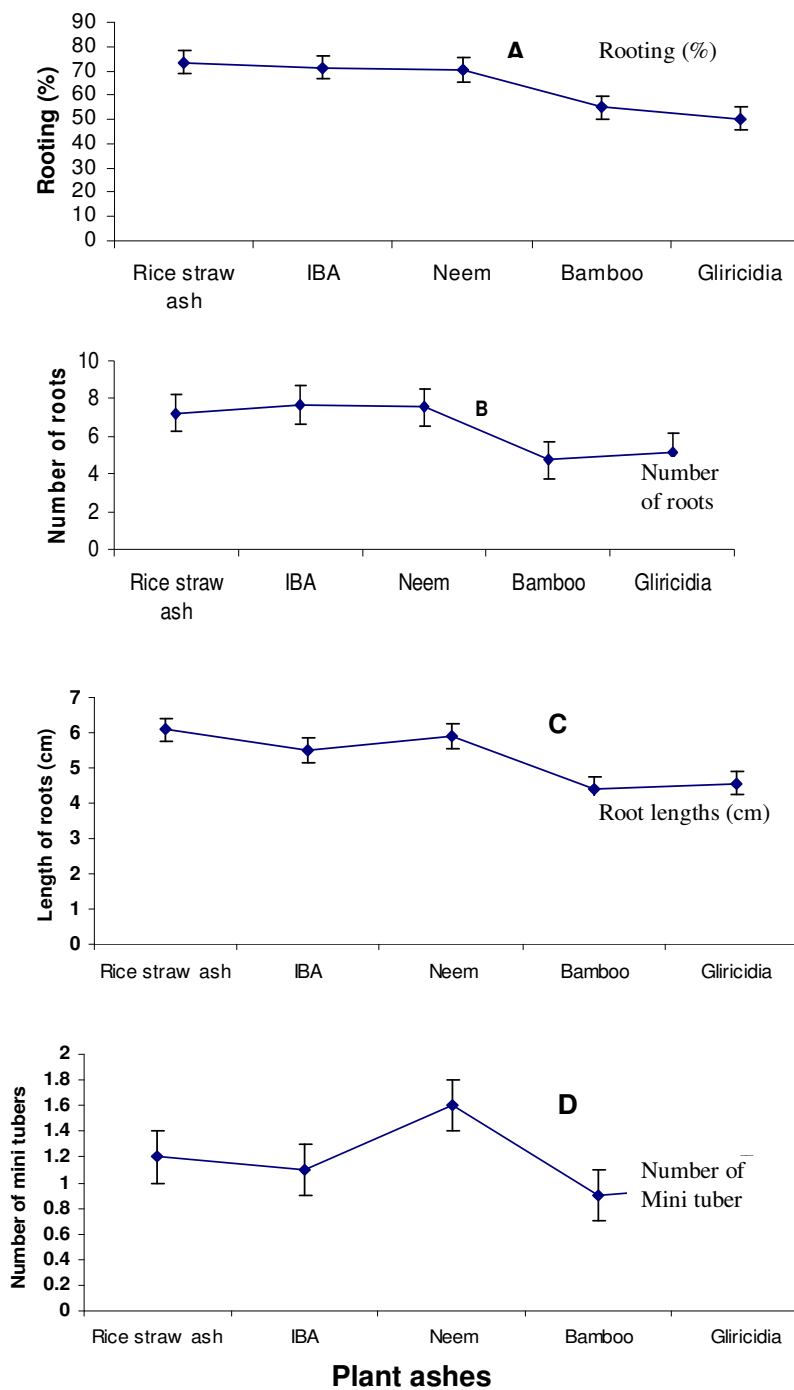 90
80
70
60
50
40
30
20
10
0
Rooting (%)
A
Rooting (%)
Rice straw ash
IBA
Neem
Bamboo
Gliricidia
10
8
6
4
2
0
Number of roots
B
Number
of roots
Rice straw
ash
IBA
Neem
Bamboo
Gliricidia
7
6
5
4
3
2
1
0
Length of roots (cm)
C
Root lengths (cm)
Rice straw ash
IBA
Neem
Bamboo
Gliricidia
2
1.8
1.6
1.4
1.2
1
0.8
0.6
0.4
0.2
0
Number of mini tubers
D
Number of
Mini tuber
Rice straw ash
IBA
Neem
Bamboo
Gliricidia
Plant ashes